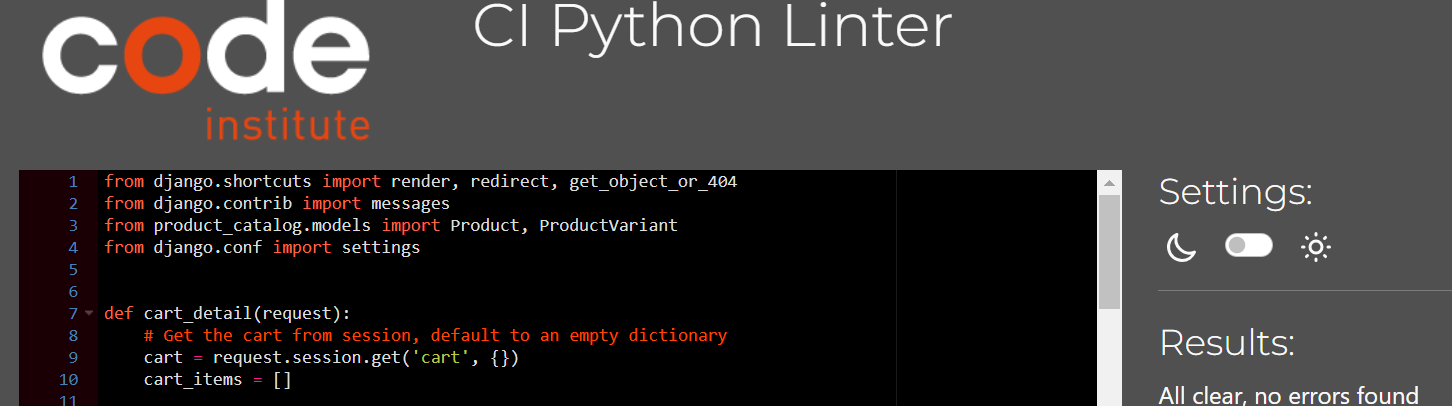 code
institute
CI Python Linter
1 from django.shortcuts import render, redirect, get_object_or_404
2 from django.contrib import messages
3 from product_catalog.models import Product, ProductVariant
4 from django.conf import settings
5
6
7 def cart_detail(request):
8     # Get the cart from session, default to an empty dictionary
9     cart = request.session.get('cart', {})
10     cart_items = []
11
Settings:
Results:
All clear, no errors found